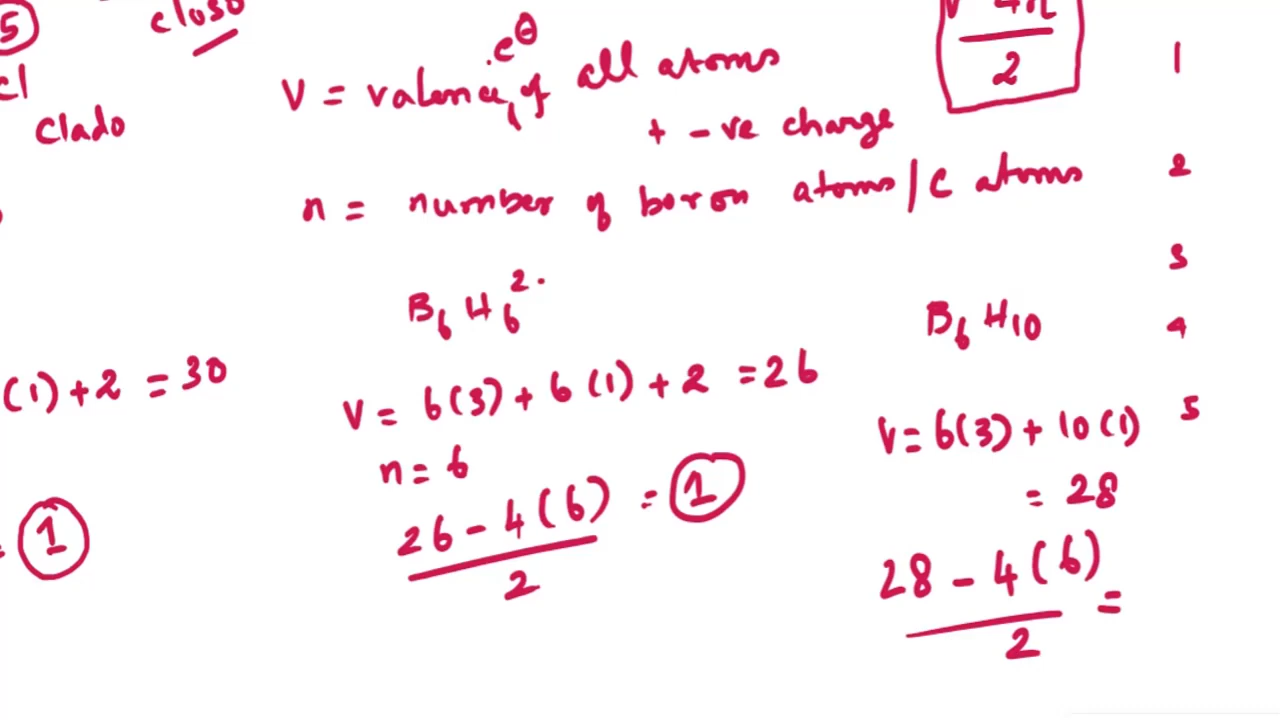 5
closo
cl
clado
V = valence e⊖ of all atoms
+ -ve charge
n = number of boron atoms / C atoms
2
1
2
3
4
5
(1) + 2 = 30
1
B6H6 2-
V = 6(3) + 6(1) + 2 = 26
n = 6
26 - 4(6) = 1
2
B6H10
V = 6(3) + 10(1)
= 28
28 - 4(6) =
2